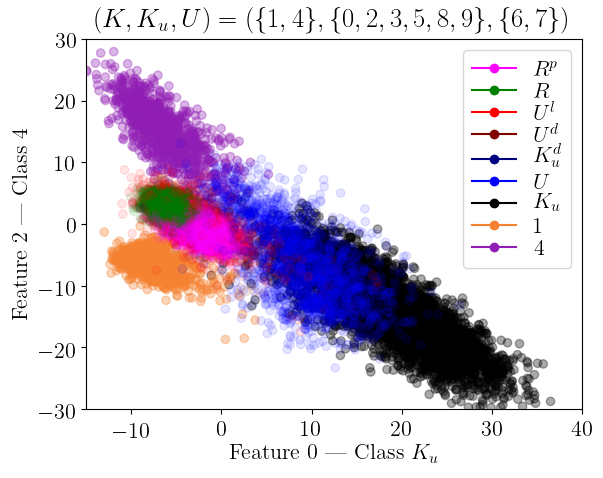 (K, K_u, U) = ({1, 4}, {0, 2, 3, 5, 8, 9}, {6, 7})
30
20
10
0
−10
−20
−30
Feature 2 — Class 4
R^p
R
U^l
U^d
K_u^d
U
K_u
1
4
−10
0
10
20
30
40
Feature 0 — Class K_u